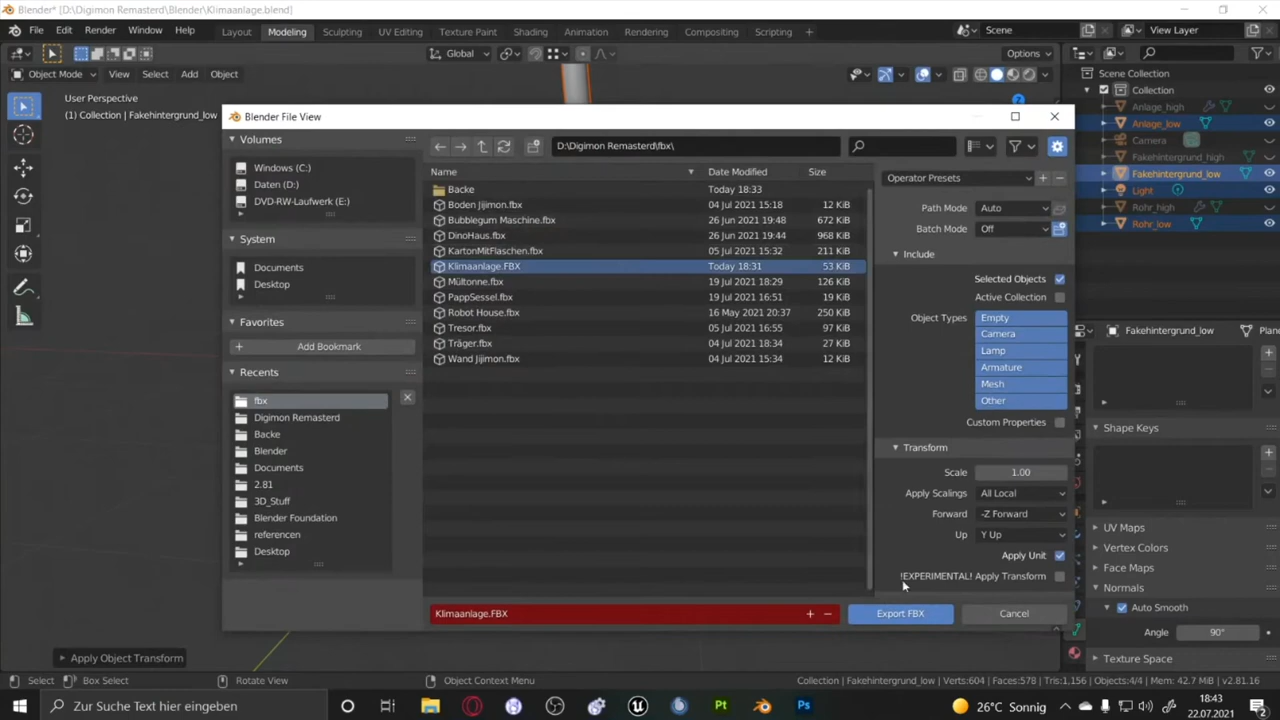 Blender* [D:\Digimon Remasterd\Blender\Klimaanlage.blend]
File Edit Render Window Help
Layout Modeling Sculpting UV Editing Texture Paint Shading Animation Rendering Compositing Scripting +
Scene
View Layer
Global
Options
Object Mode View Select Add Object
User Perspective
(1) Collection | Fakehintergrund_low
Z
Blender File View
Volumes
Windows (C:)
Daten (D:)
DVD-RW-Laufwerk (E:)
System
Documents
Desktop
Favorites
+ Add Bookmark
Recents
fbx
Digimon Remasterd
Backe
Blender
Documents
2.81
3D_Stuff
Blender Foundation
referencen
Desktop
D:\Digimon Remasterd\fbx\
Name Date Modified Size
Backe Today 18:33
Boden Jijimon.fbx 04 Jul 2021 15:18 12 KiB
Bubblegum Maschine.fbx 26 Jun 2021 19:48 672 KiB
DinoHaus.fbx 26 Jun 2021 19:44 968 KiB
KartonMitFlaschen.fbx 05 Jul 2021 15:32 211 KiB
Klimaanlage.FBX Today 18:31 53 KiB
Mültonne.fbx 19 Jul 2021 18:29 126 KiB
PappSessel.fbx 19 Jul 2021 16:51 19 KiB
Robot House.fbx 16 May 2021 20:37 250 KiB
Tresor.fbx 05 Jul 2021 16:55 97 KiB
Träger.fbx 04 Jul 2021 18:34 27 KiB
Wand Jijimon.fbx 04 Jul 2021 15:34 12 KiB
Klimaanlage.FBX + −
Operator Presets + −
Path Mode Auto
Batch Mode Off
Include
Selected Objects
Active Collection
Object Types Empty
Camera
Lamp
Armature
Mesh
Other
Custom Properties
Transform
Scale 1.00
Apply Scalings All Local
Forward -Z Forward
Up Y Up
Apply Unit
!EXPERIMENTAL! Apply Transform
Export FBX Cancel
Scene Collection
Collection
Anlage_high
Anlage_low
Camera
Fakehintergrund_high
Fakehintergrund_low
Light
Rohr_high
Rohr_low
Fakehintergrund_low
Shape Keys
UV Maps
Vertex Colors
Face Maps
Normals
Auto Smooth
Angle 90°
Texture Space
Apply Object Transform
Select Box Select Rotate View Object Context Menu
Collection | Fakehintergrund_low | Verts:604 | Faces:578 | Tris:1,156 | Objects:4/4 | Mem: 42.7 MiB | v2.81.16
Zur Suche Text hier eingeben
Pt
Ps
26°C Sonnig
18:43
22.07.2021
2